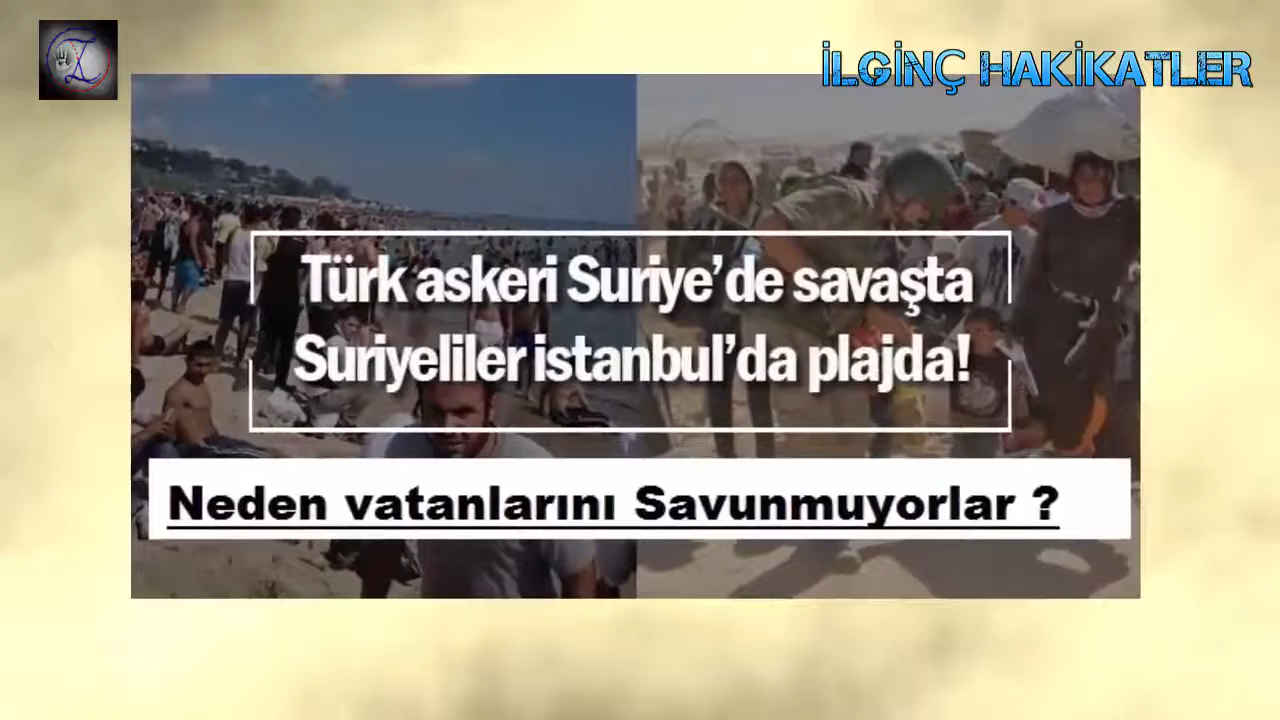 İLGİNÇ HAKİKATLER
Türk askeri Suriye’de savaşta
Suriyeliler istanbul’da plajda!
Neden vatanlarını Savunmuyorlar ?